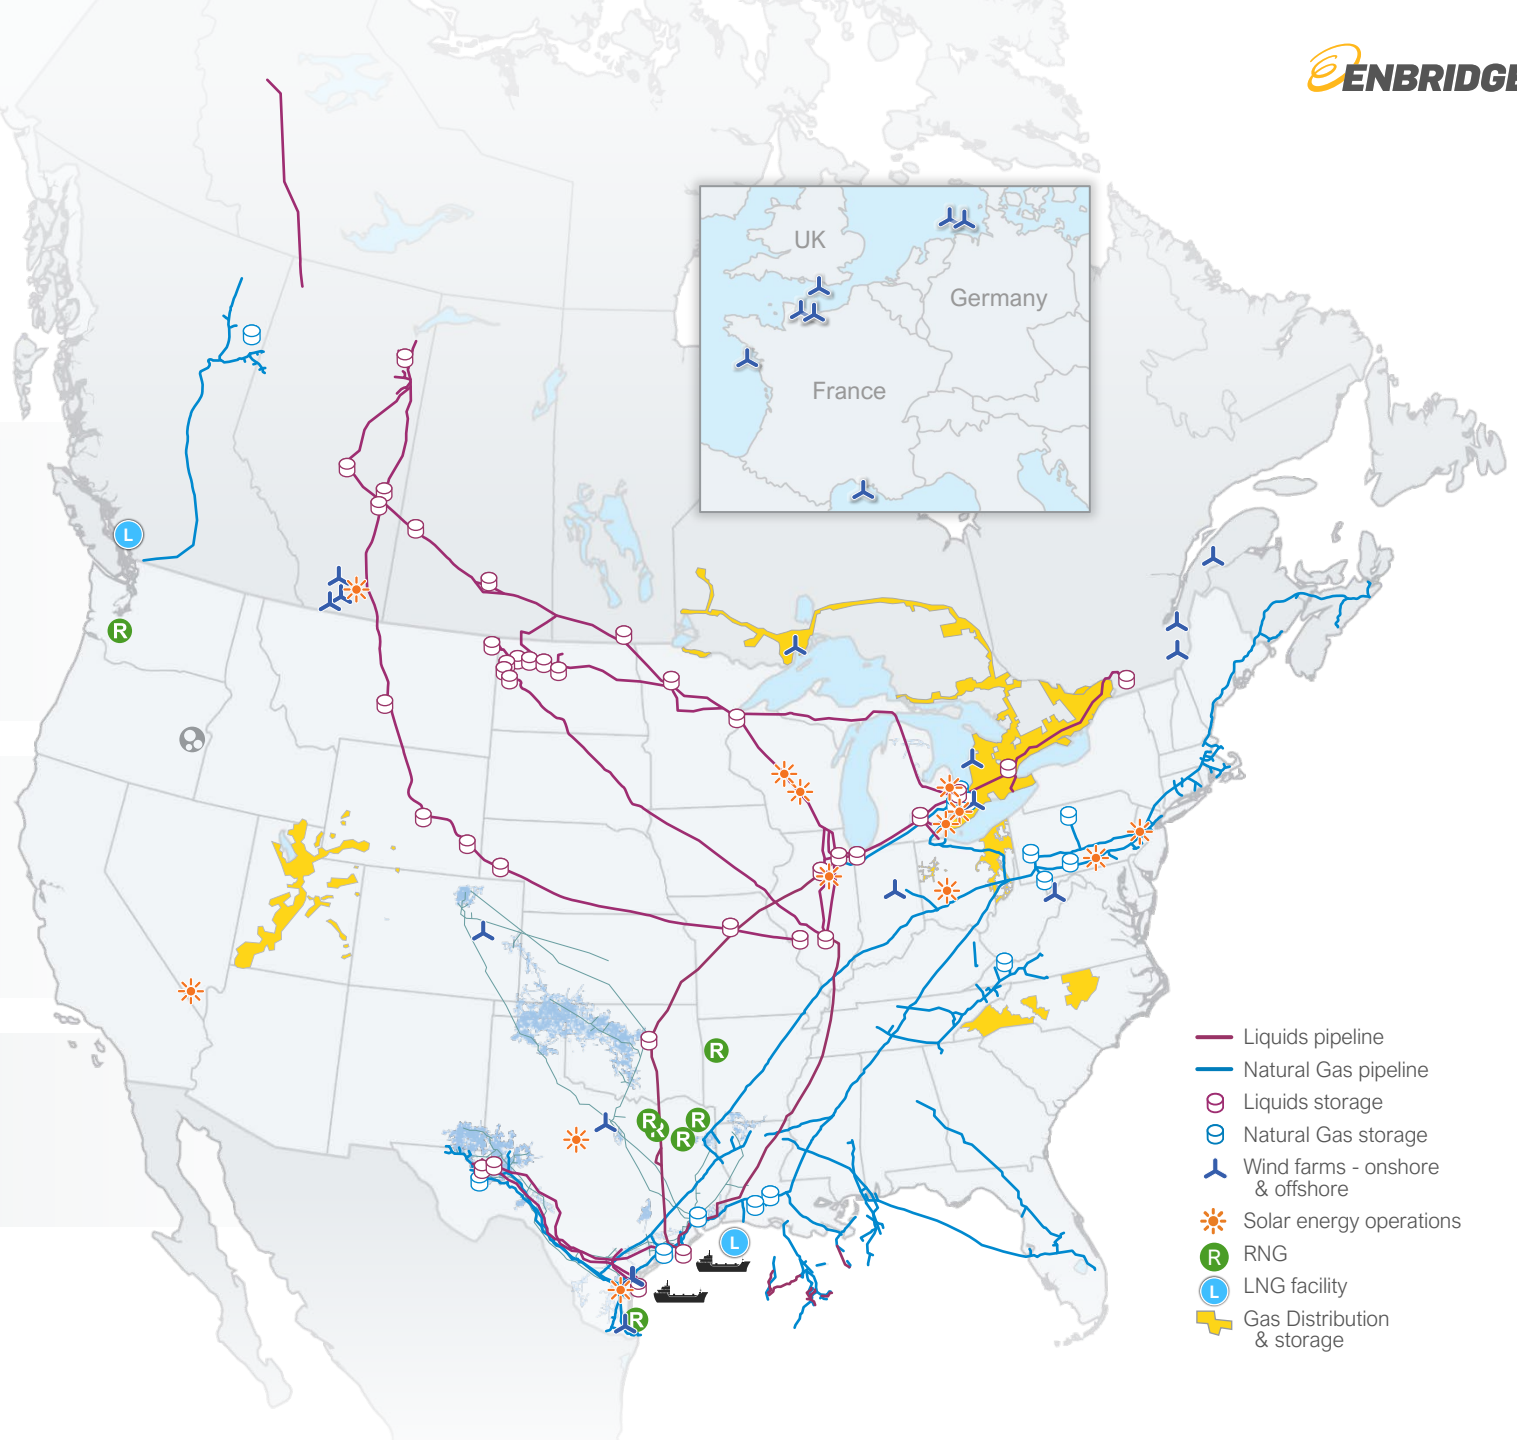 ENBRIDGE
UK
Germany
France
L
R
R
R
R
R
R
L
R
Liquids pipeline
Natural Gas pipeline
Liquids storage
Natural Gas storage
Wind farms - onshore
& offshore
Solar energy operations
R RNG
L LNG facility
Gas Distribution
& storage